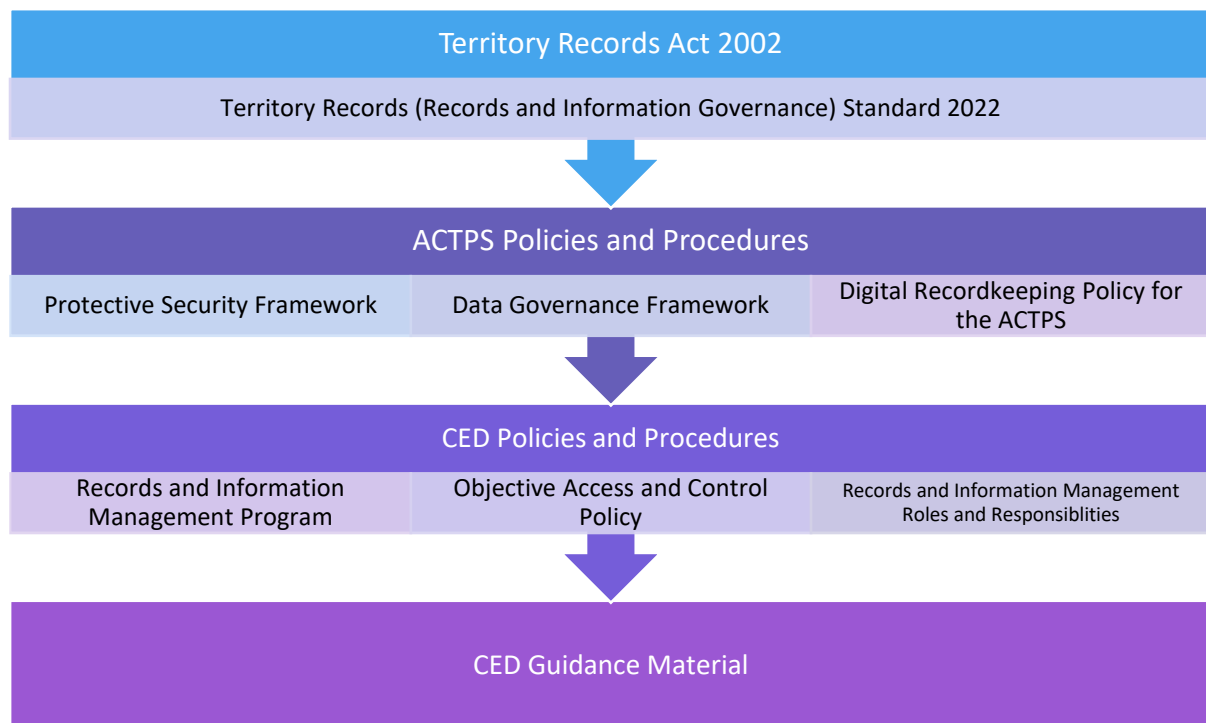 Territory Records Act 2002
Territory Records (Records and Information Governance) Standard 2022
ACTPS Policies and Procedures
Protective Security Framework
Data Governance Framework
Digital Recordkeeping Policy for
the ACTPS
CED Policies and Procedures
Records and Information
Management Program
Objective Access and Control
Policy
Records and Information Management
Roles and Responsiblities
CED Guidance Material